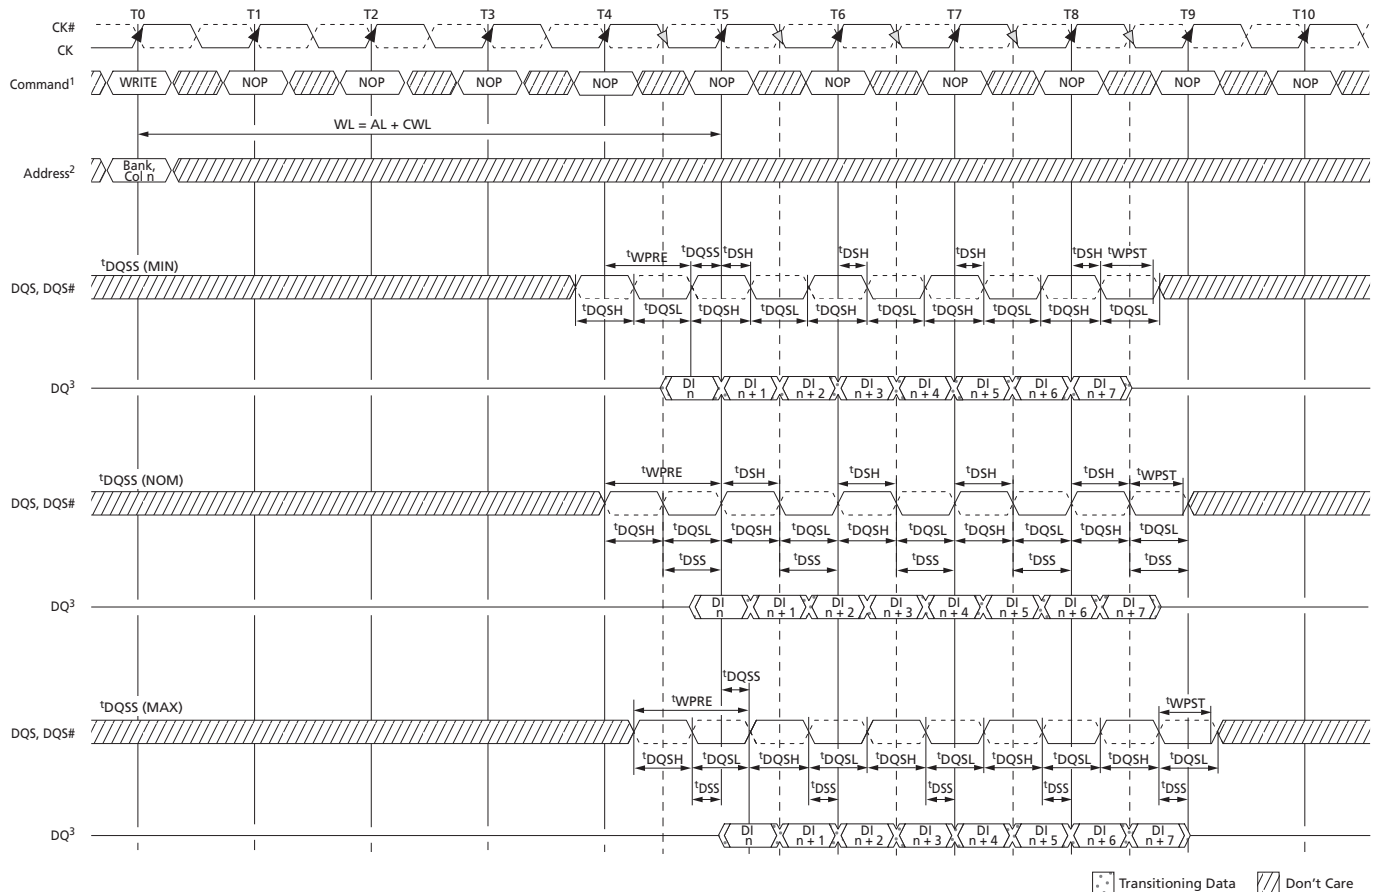 T0 T1 T2 T3 T4 T5 T6 T7 T8 T9 T10
CK#
CK
Command1 WRITE NOP NOP NOP NOP NOP NOP NOP NOP NOP NOP
WL = AL + CWL
Address2 Bank, Col n
tDQSS (MIN) tWPRE tDQSS tDSH tDSH tDSH tDSH tWPST
DQS, DQS#
tDQSH tDQSL tDQSH tDQSL tDQSH tDQSL tDQSH tDQSL tDQSH tDQSL
DQ3 DI n DI n + 1 DI n + 2 DI n + 3 DI n + 4 DI n + 5 DI n + 6 DI n + 7
tDQSS (NOM) tWPRE tDSH tDSH tDSH tDSH tWPST
DQS, DQS#
tDQSH tDQSL tDQSH tDQSL tDQSH tDQSL tDQSH tDQSL tDQSH tDQSL
tDSS tDSS tDSS tDSS tDSS
DQ3 DI n DI n + 1 DI n + 2 DI n + 3 DI n + 4 DI n + 5 DI n + 6 DI n + 7
tDQSS
tDQSS (MAX) tWPRE tWPST
DQS, DQS#
tDQSH tDQSL tDQSH tDQSL tDQSH tDQSL tDQSH tDQSL tDQSH tDQSL
tDSS tDSS tDSS tDSS tDSS
DQ3 DI n DI n + 1 DI n + 2 DI n + 3 DI n + 4 DI n + 5 DI n + 6 DI n + 7
Transitioning Data Don't Care